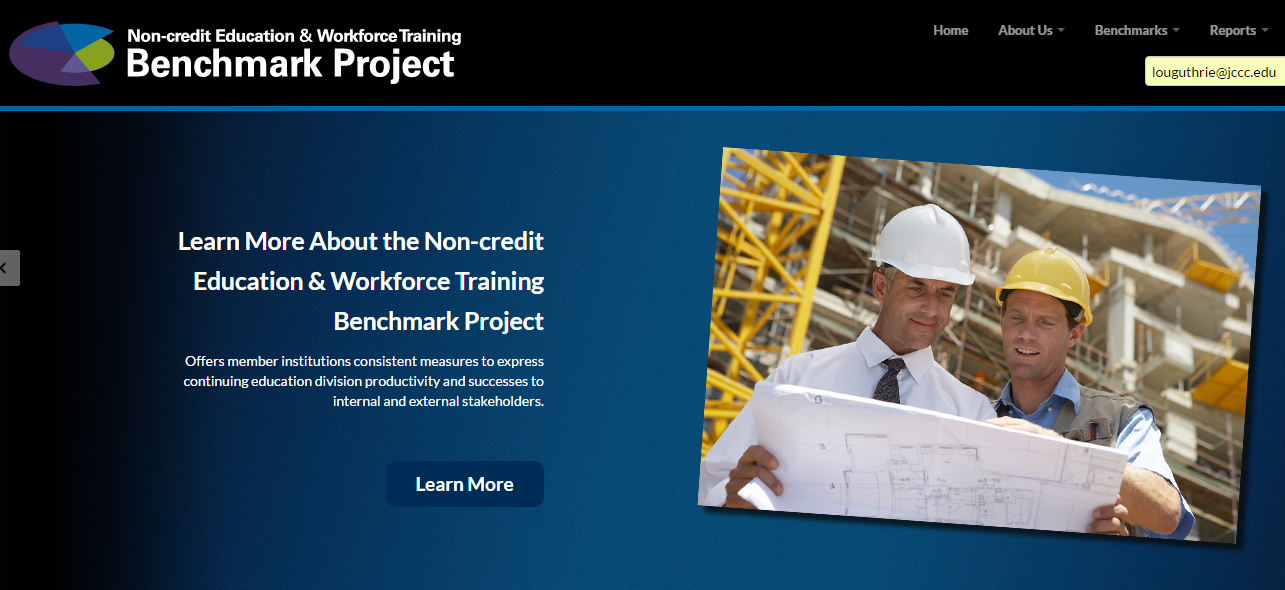 Non-credit Education & Workforce Training
Benchmark Project
Home About Us Benchmarks Reports
louguthrie@jccc.edu
Learn More About the Non-credit
Education & Workforce Training
Benchmark Project
Offers member institutions consistent measures to express
continuing education division productivity and successes to
internal and external stakeholders.
Learn More